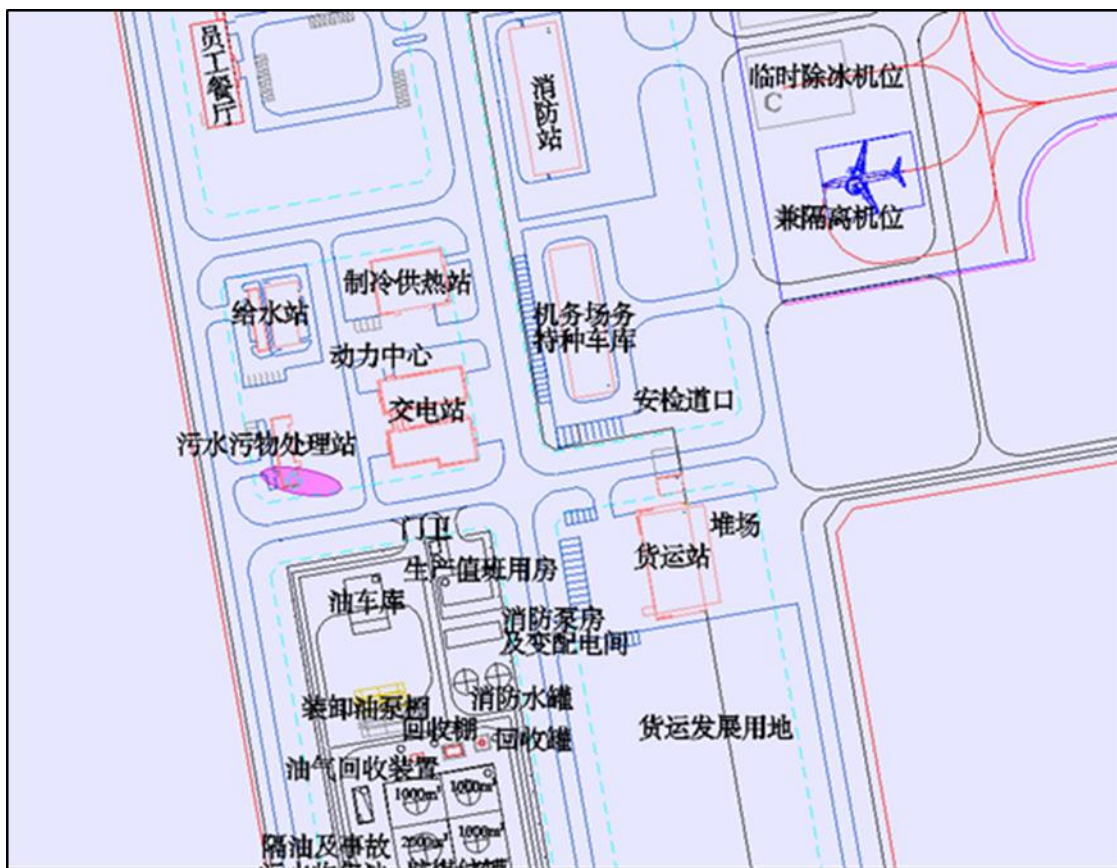 员工餐厅
消防站
临时除冰机位
C
兼隔离机位
制冷供热站
给水站
机务场务
特种车库
动力中心
安检道口
交电站
污水污物处理站
门卫
堆场
货运站
生产值班用房
油车库
消防泵房
及变配电间
消防水罐
装卸油泵棚
回收棚
回收罐
货运发展用地
油气回收装置
1000m³
1000m³
2000m³
1000m³
隔油及事故